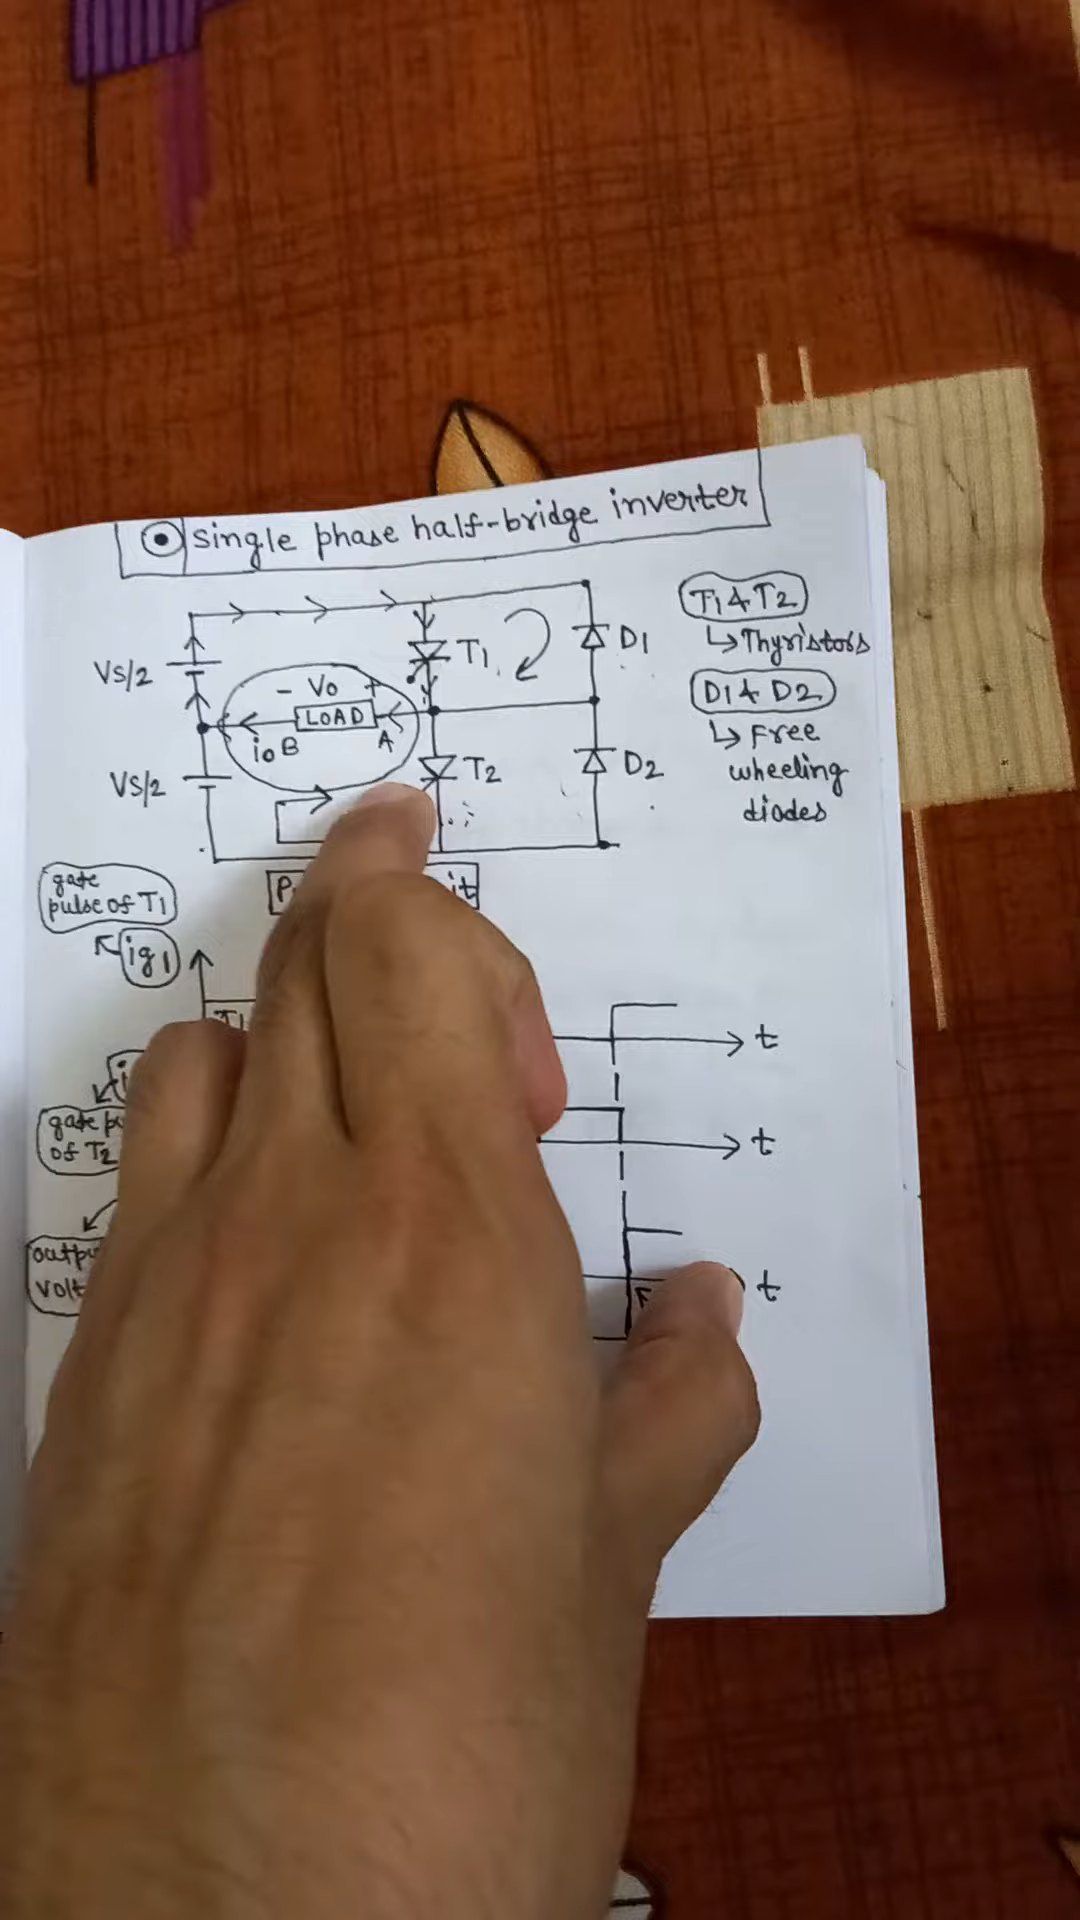 single phase half-bridge inverter
T1 & T2
↳ Thyristors
Vs/2
T1
D1
- Vo +
LOAD
io B
A
D1 & D2
↳ Free
wheeling
diodes
Vs/2
T2
D2
gate
pulse of T1
ig1
t
gate
of T2
t
t